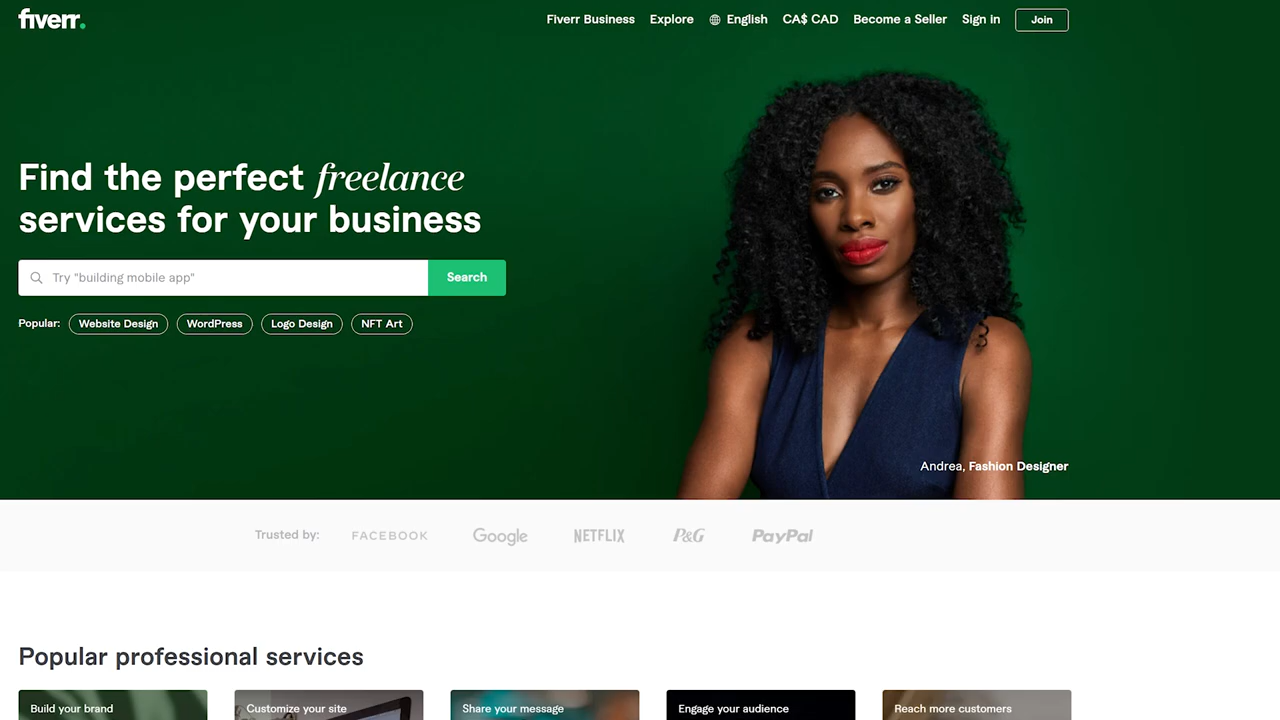 fiverr.
Fiverr Business Explore English CA$ CAD Become a Seller Sign in Join
Find the perfect freelance
services for your business
Try "building mobile app" Search
Popular: Website Design WordPress Logo Design NFT Art
Andrea, Fashion Designer
Trusted by: FACEBOOK Google NETFLIX P&G PayPal
Popular professional services
Build your brand Customize your site Share your message Engage your audience Reach more customers